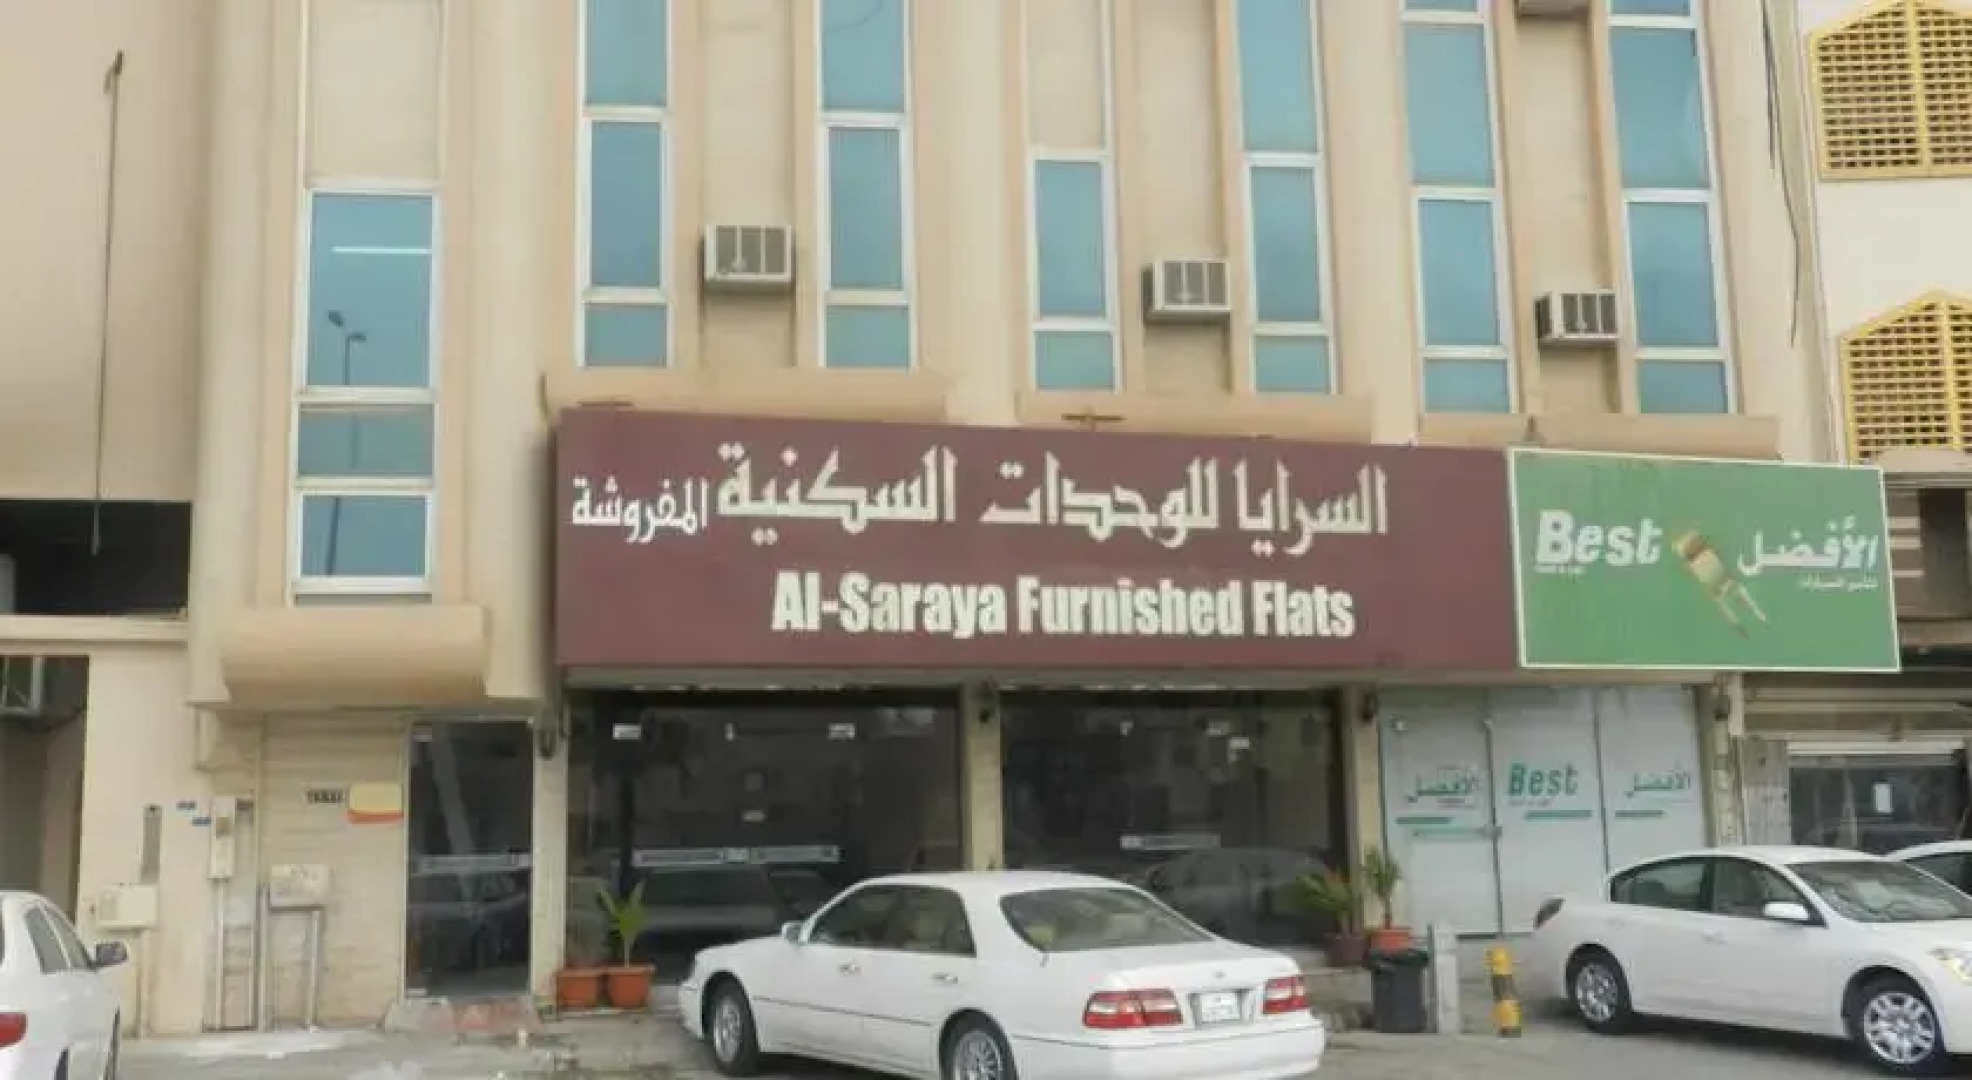 السرايا للوحدات السكنية المفروشة
Al-Saraya Furnished Flats
Best الأفضل
الأفضل Best الأفضل